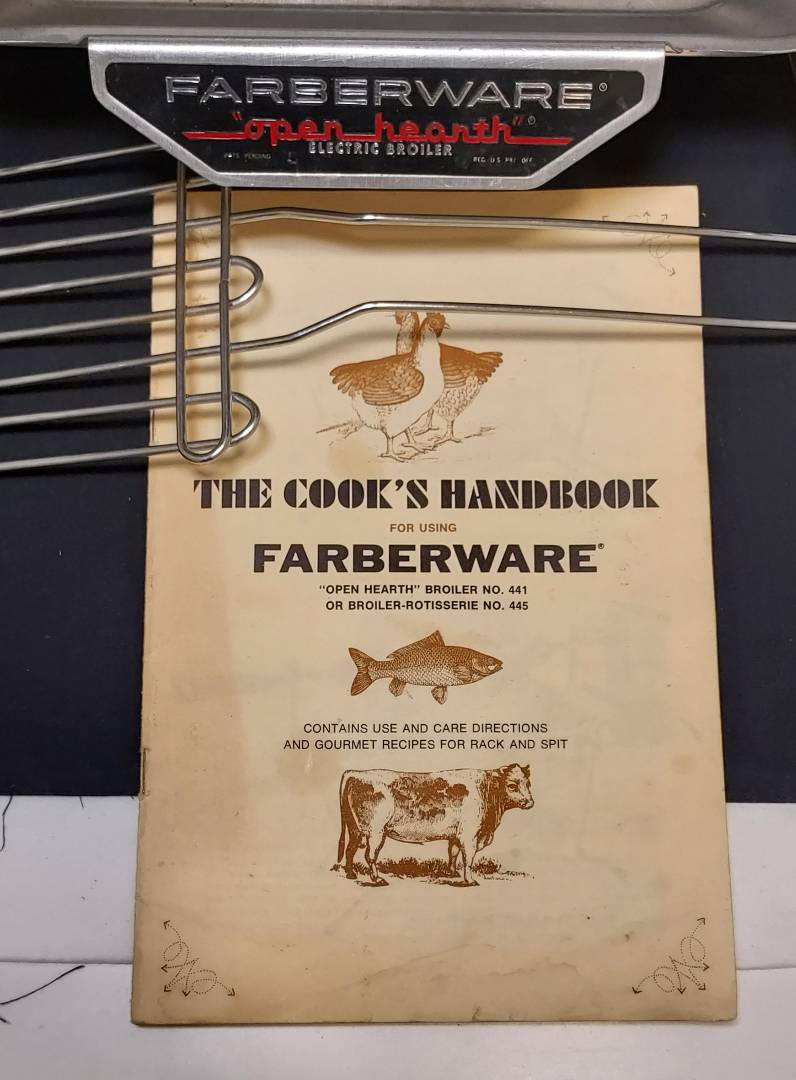 FARBERWARE®
"open hearth"®
ELECTRIC BROILER
PATS PENDING
REG. U.S. PAT. OFF.
THE COOK'S HANDBOOK
FOR USING
FARBERWARE®
"OPEN HEARTH" BROILER NO. 441
OR BROILER-ROTISSERIE NO. 445
CONTAINS USE AND CARE DIRECTIONS
AND GOURMET RECIPES FOR RACK AND SPIT